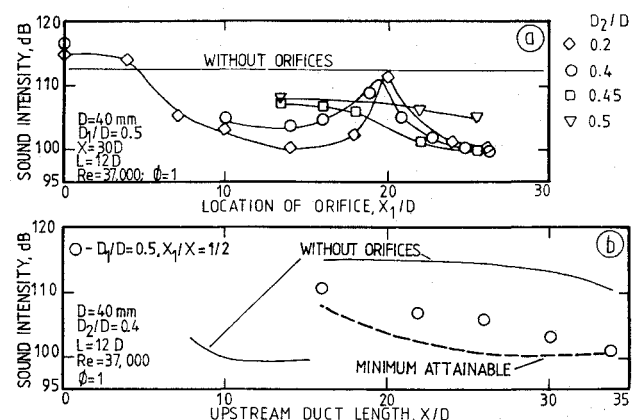 120
110
100
95
SOUND INTENSITY, dB
WITHOUT ORIFICES
a
D=40 mm
D1/D=0.5
X=30D
L=12D
Re=37,000; ϕ=1
0
10
20
30
LOCATION OF ORIFICE, X1/D
D2/D
0.2
0.4
0.45
0.5
120
110
100
95
SOUND INTENSITY, dB
O - D1/D=0.5, X1/X=1/2
WITHOUT ORIFICES
b
D=40 mm
D2/D=0.4
L=12D
Re=37,000
ϕ=1
MINIMUM ATTAINABLE
0
10
20
30
35
UPSTREAM DUCT LENGTH, X/D